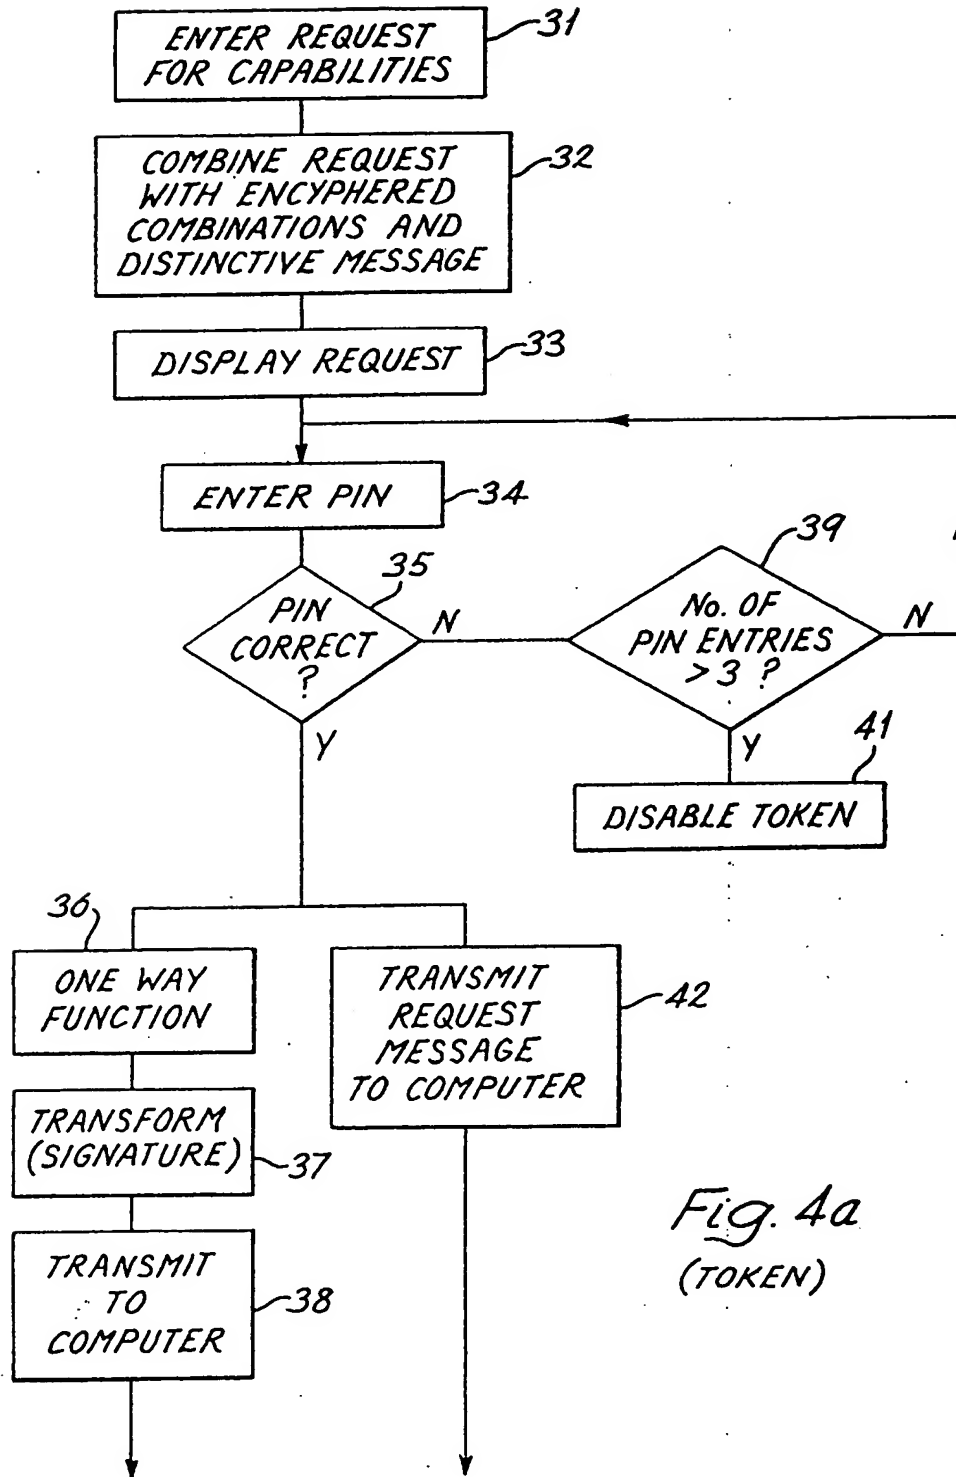 31
ENTER REQUEST
FOR CAPABILITIES
32
COMBINE REQUEST
WITH ENCYPHERED
COMBINATIONS AND
DISTINCTIVE MESSAGE
33
DISPLAY REQUEST
ENTER PIN
34
35
PIN
CORRECT
?
N
Y
39
No. OF
PIN ENTRIES
> 3 ?
N
Y
41
DISABLE TOKEN
36
ONE WAY
FUNCTION
TRANSMIT
REQUEST
MESSAGE
TO COMPUTER
42
TRANSFORM
(SIGNATURE)
37
TRANSMIT
TO
COMPUTER
38
Fig. 4a
(TOKEN)